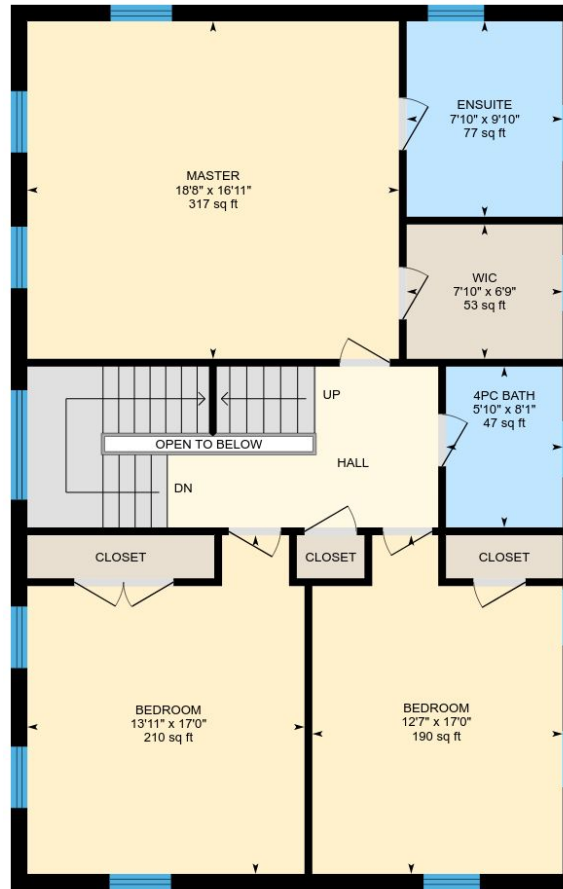 ENSUITE
7'10" x 9'10"
77 sq ft
MASTER
18'8" x 16'11"
317 sq ft
WIC
7'10" x 6'9"
53 sq ft
UP
4PC BATH
5'10" x 8'1"
47 sq ft
OPEN TO BELOW
HALL
DN
CLOSET
CLOSET
CLOSET
BEDROOM
13'11" x 17'0"
210 sq ft
BEDROOM
12'7" x 17'0"
190 sq ft